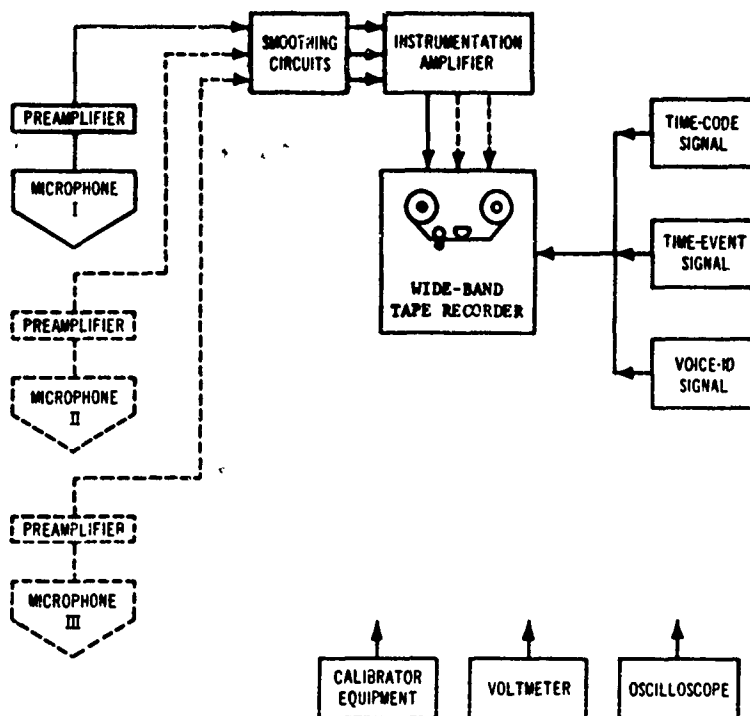 SMOOTHING
CIRCUITS
INSTRUMENTATION
AMPLIFIER
PREAMPLIFIER
MICROPHONE
I
TIME-CODE
SIGNAL
WIDE-BAND
TAPE RECORDER
TIME-EVENT
SIGNAL
PREAMPLIFIER
MICROPHONE
II
VOICE-ID
SIGNAL
PREAMPLIFIER
MICROPHONE
III
CALIBRATOR
EQUIPMENT
VOLTMETER
OSCILLOSCOPE